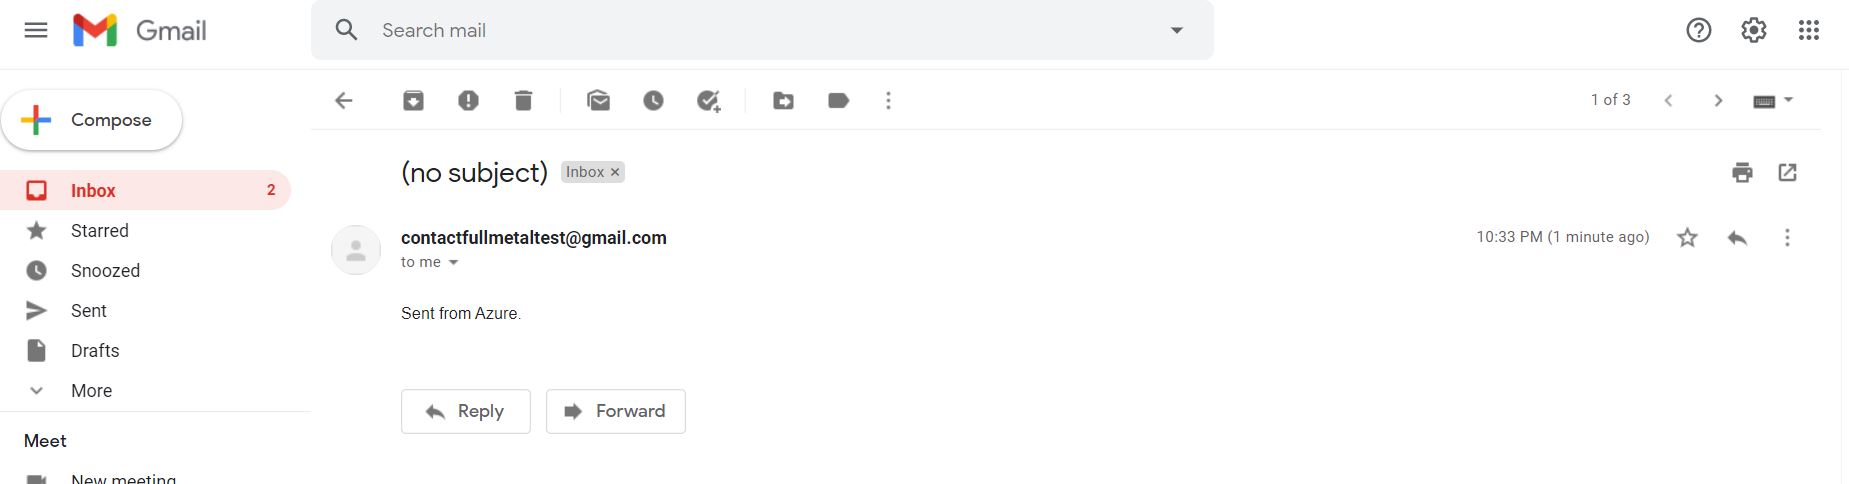 Gmail
Search mail
Compose
1 of 3
Inbox 2
(no subject) Inbox ×
Starred
contactfullmetaltest@gmail.com 10:33 PM (1 minute ago)
to me
Snoozed
Sent
Sent from Azure.
Drafts
More
Reply Forward
Meet
New meeting